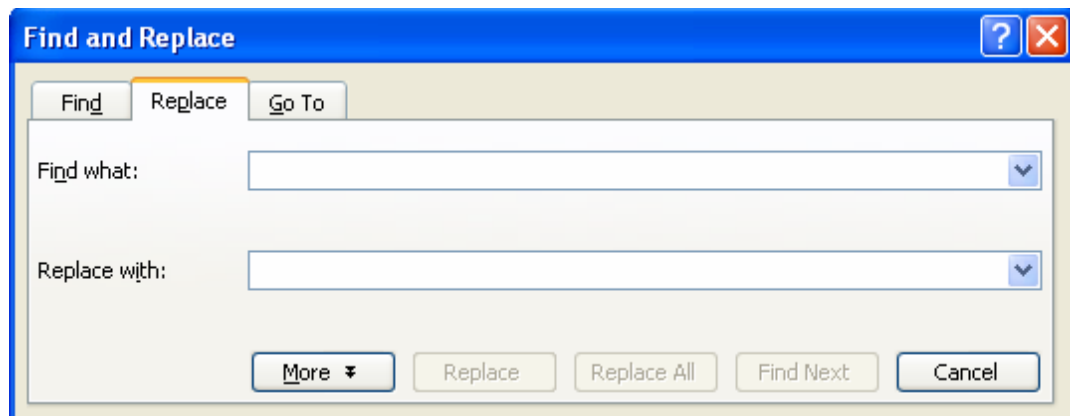 Find and Replace
Find Replace Go To
Find what:
Replace with:
More Replace Replace All Find Next Cancel